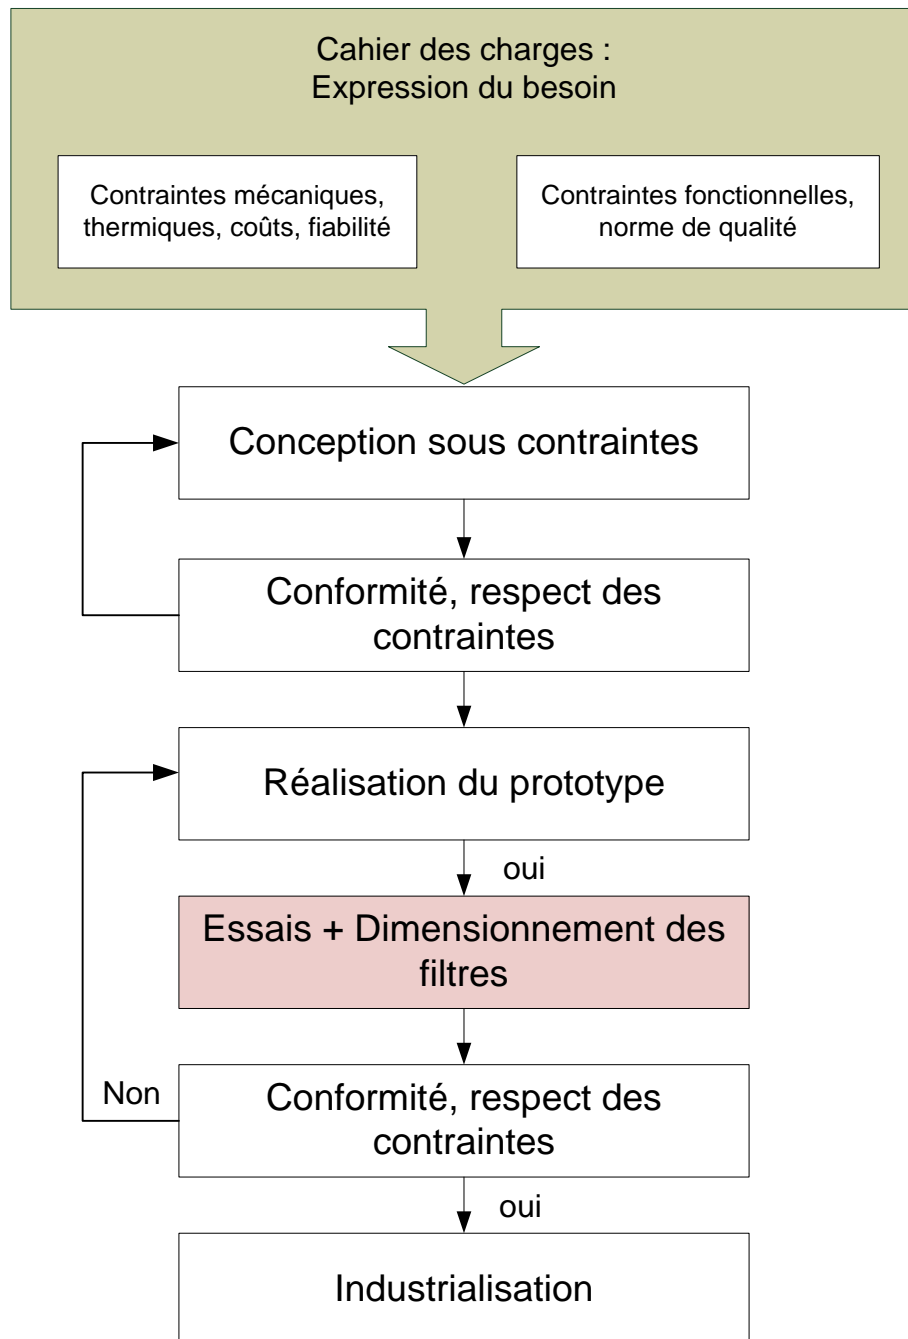 Cahier des charges :
Expression du besoin
Contraintes mécaniques,
thermiques, coûts, fiabilité
Contraintes fonctionnelles,
norme de qualité
Conception sous contraintes
Conformité, respect des
contraintes
Réalisation du prototype
oui
Essais + Dimensionnement des
filtres
Non
Conformité, respect des
contraintes
oui
Industrialisation